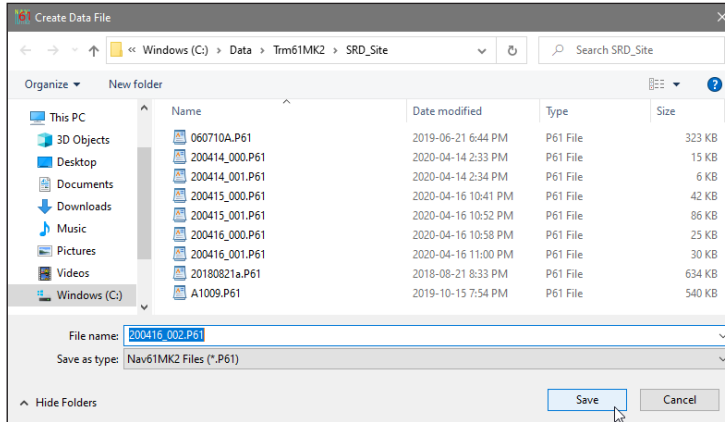 61 Create Data File
« Windows (C:) > Data > Trm61MK2 > SRD_Site
Search SRD_Site
Organize New folder
This PC
3D Objects
Desktop
Documents
Downloads
Music
Pictures
Videos
Windows (C:)
Name Date modified Type Size
060710A.P61 2019-06-21 6:44 PM P61 File 323 KB
200414_000.P61 2020-04-14 2:33 PM P61 File 15 KB
200414_001.P61 2020-04-14 2:34 PM P61 File 6 KB
200415_000.P61 2020-04-16 10:41 PM P61 File 42 KB
200415_001.P61 2020-04-16 10:52 PM P61 File 86 KB
200416_000.P61 2020-04-16 10:58 PM P61 File 25 KB
200416_001.P61 2020-04-16 11:00 PM P61 File 30 KB
20180821a.P61 2018-08-21 8:33 PM P61 File 634 KB
A1009.P61 2019-10-15 7:54 PM P61 File 540 KB
File name: 200416_002.P61
Save as type: Nav61MK2 Files (*.P61)
Hide Folders
Save Cancel